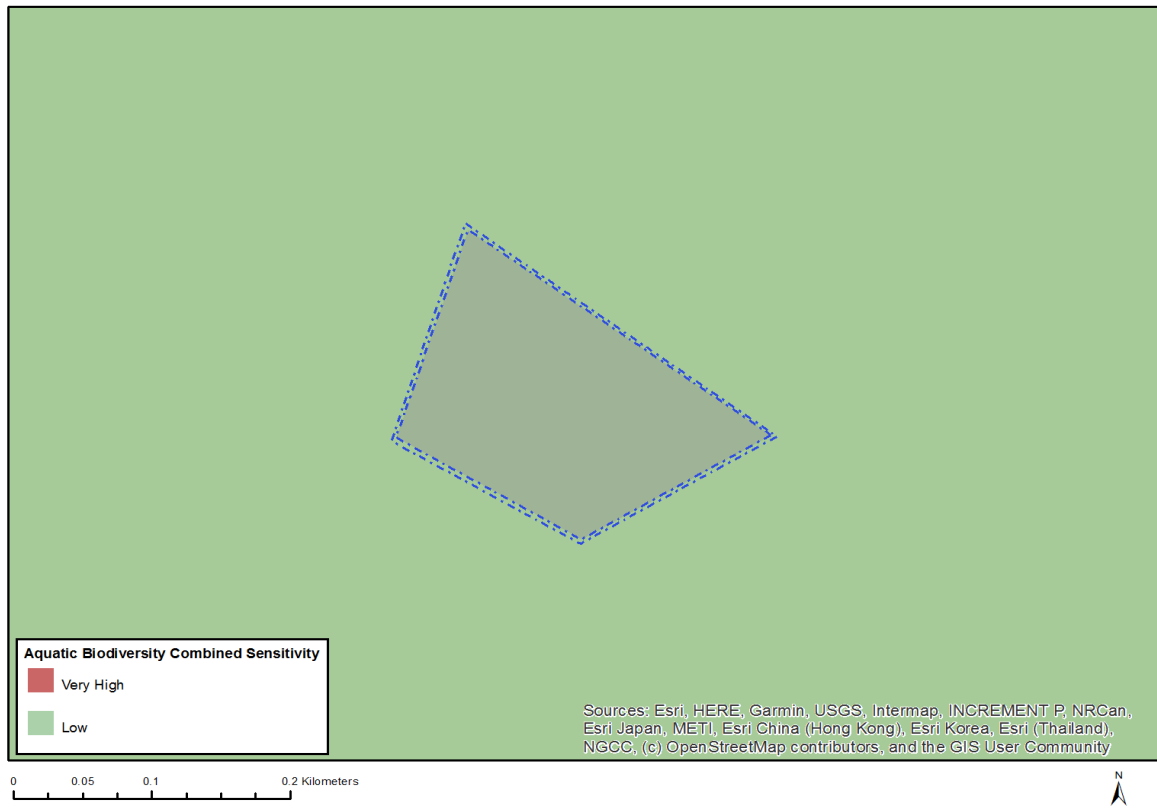 Aquatic Biodiversity Combined Sensitivity
Very High
Low
Sources: Esri, HERE, Garmin, USGS, Intermap, INCREMENT P, NRCan,
Esri Japan, METI, Esri China (Hong Kong), Esri Korea, Esri (Thailand),
NGCC, (c) OpenStreetMap contributors, and the GIS User Community
0 0.05 0.1 0.2 Kilometers
N